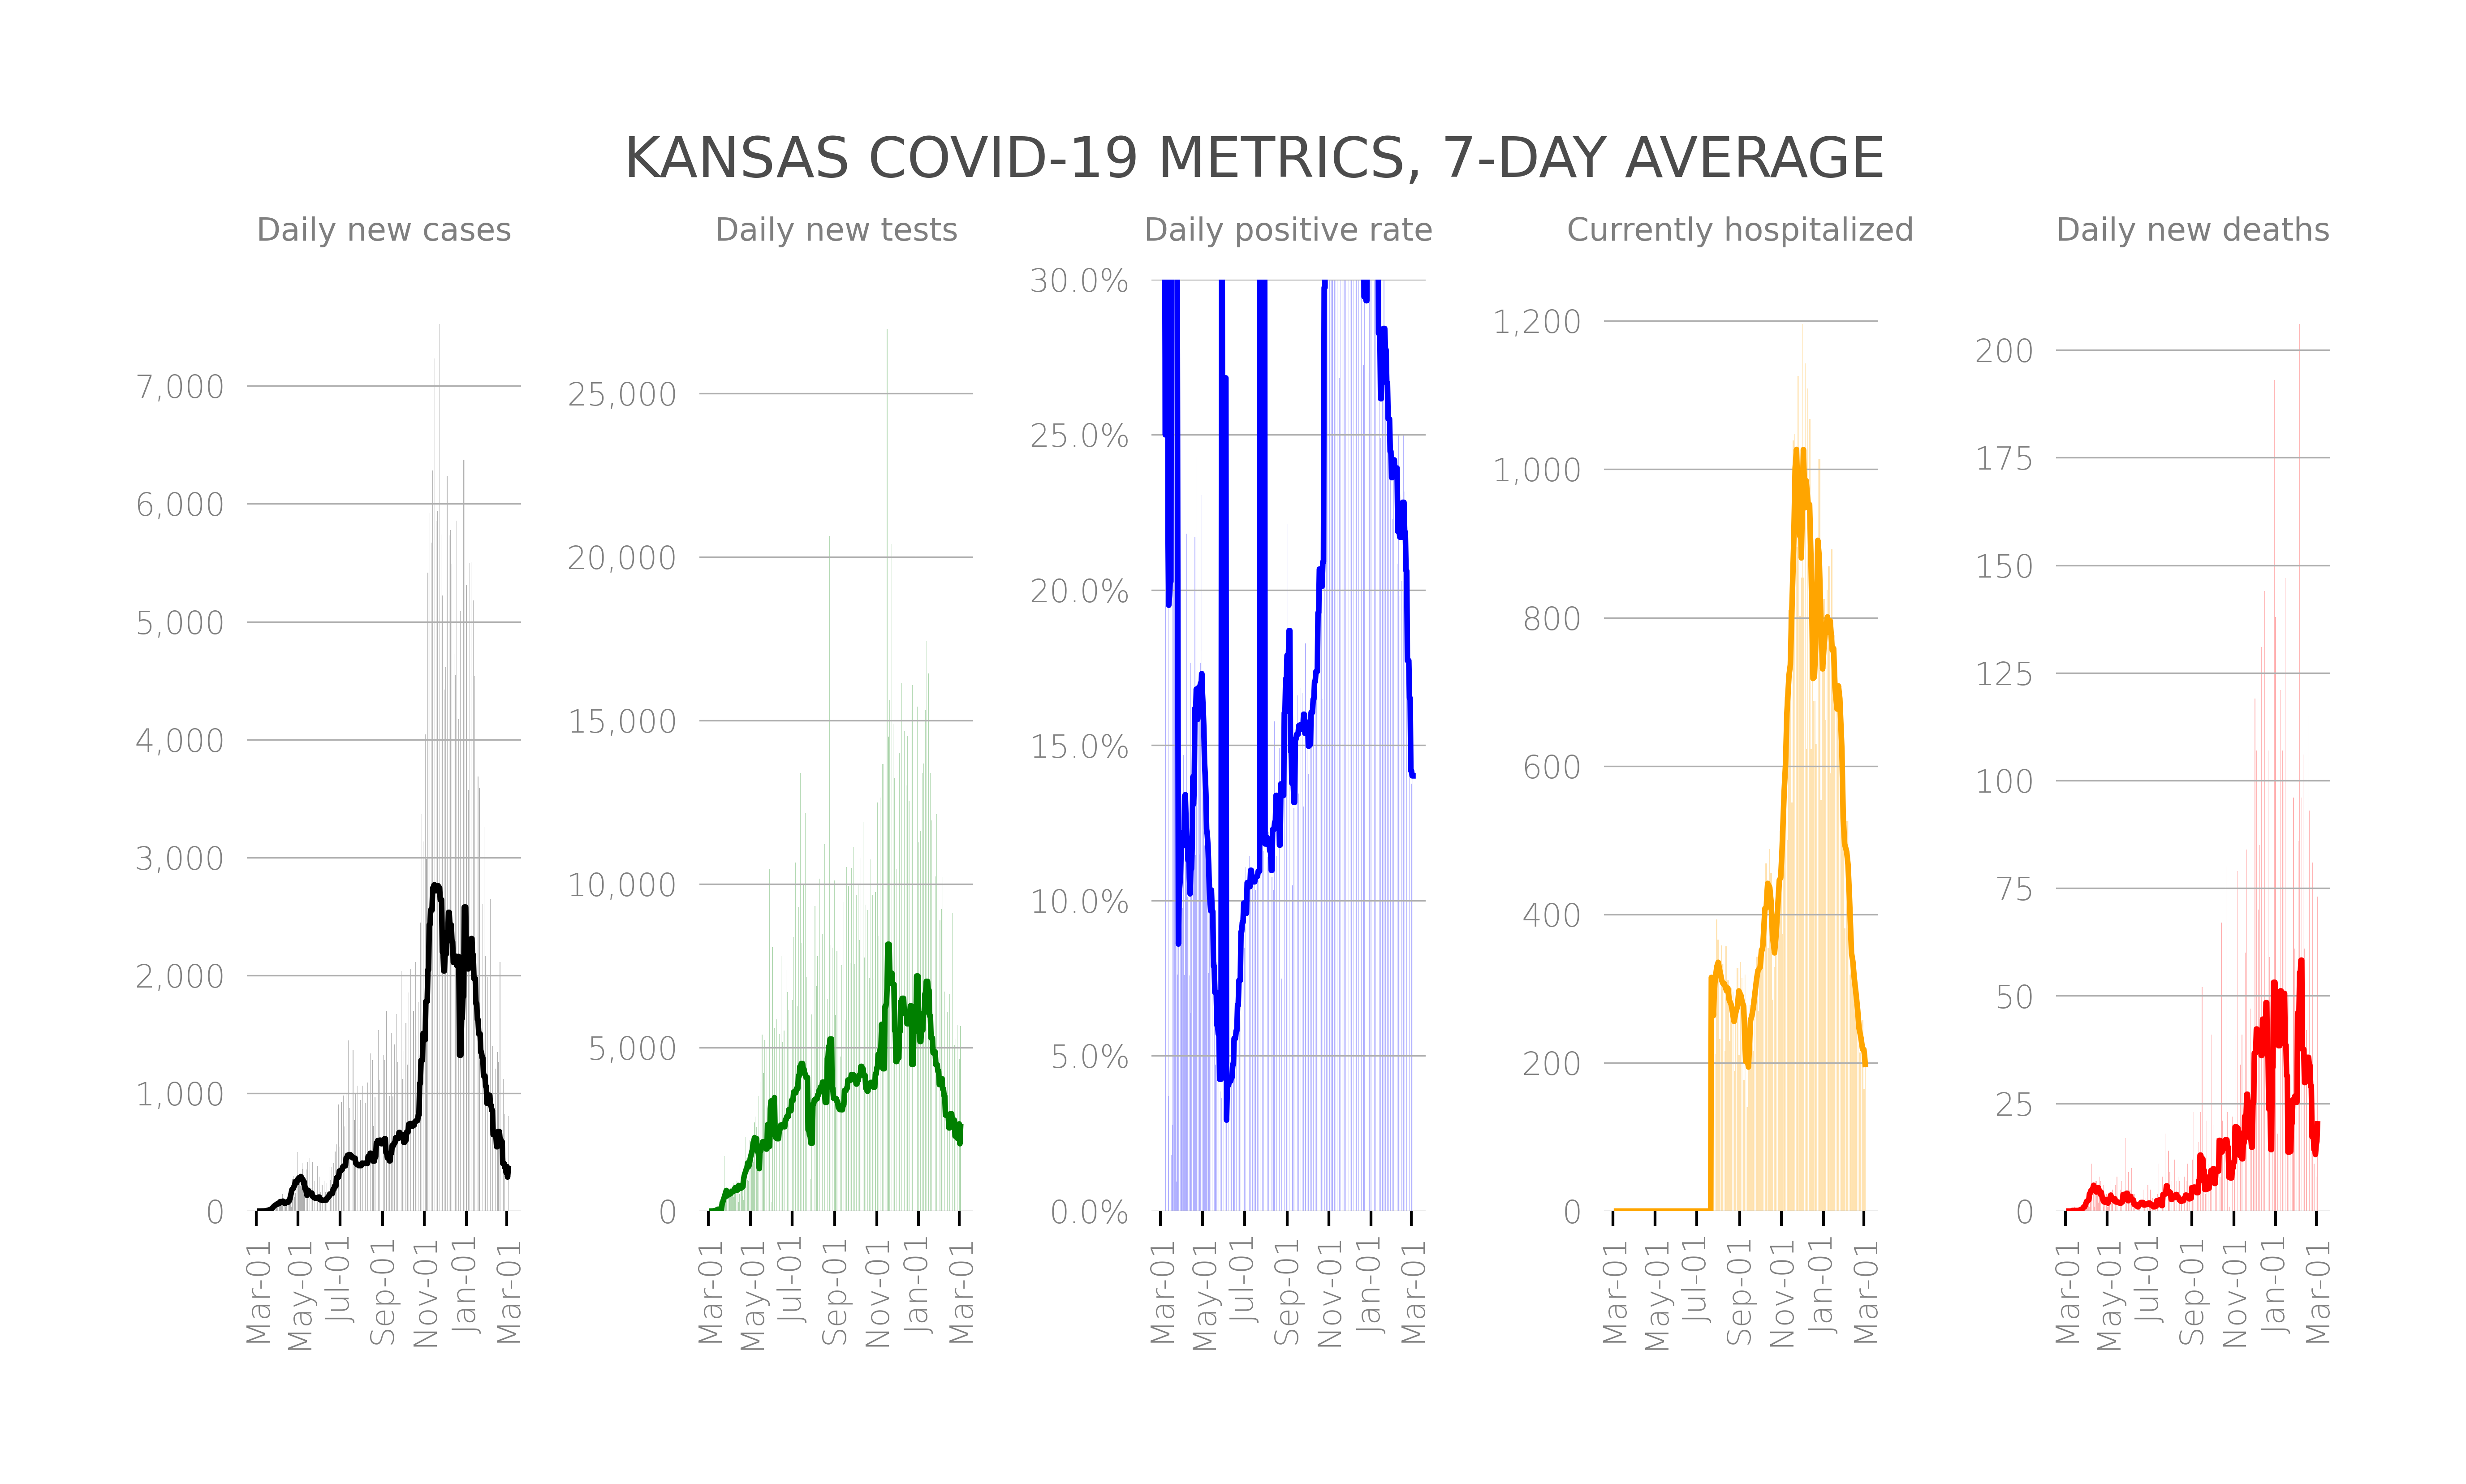 KANSAS COVID-19 METRICS, 7-DAY AVERAGE
Daily new cases
7,000
6,000
5,000
4,000
3,000
2,000
1,000
0
Mar-01
May-01
Jul-01
Sep-01
Nov-01
Jan-01
Mar-01
Daily new tests
25,000
20,000
15,000
10,000
5,000
0
Mar-01
May-01
Jul-01
Sep-01
Nov-01
Jan-01
Mar-01
Daily positive rate
30.0%
25.0%
20.0%
15.0%
10.0%
5.0%
0.0%
Mar-01
May-01
Jul-01
Sep-01
Nov-01
Jan-01
Mar-01
Currently hospitalized
1,200
1,000
800
600
400
200
0
Mar-01
May-01
Jul-01
Sep-01
Nov-01
Jan-01
Mar-01
Daily new deaths
200
175
150
125
100
75
50
25
0
Mar-01
May-01
Jul-01
Sep-01
Nov-01
Jan-01
Mar-01